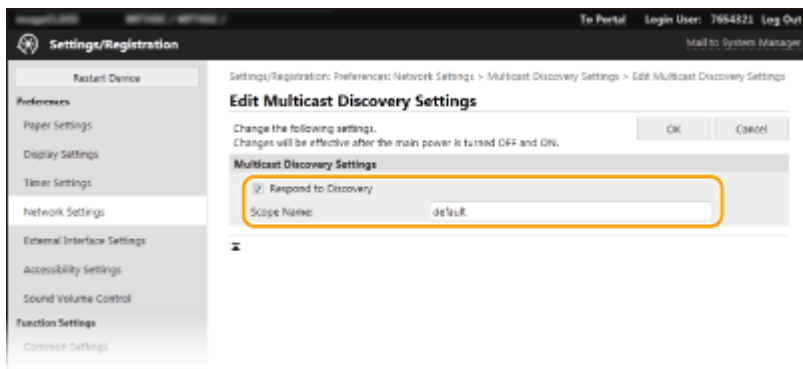 To Portal Login User: 7654321 Log Out
Settings/Registration
Mail to System Manager
Restart Device
Preferences
Paper Settings
Display Settings
Timer Settings
Network Settings
External Interface Settings
Accessibility Settings
Sound Volume Control
Function Settings
Common Settings
Settings/Registration: Preferences: Network Settings > Multicast Discovery Settings > Edit Multicast Discovery Settings
Edit Multicast Discovery Settings
Change the following settings.
Changes will be effective after the main power is turned OFF and ON.
OK Cancel
Multicast Discovery Settings
Respond to Discovery
Scope Name: default